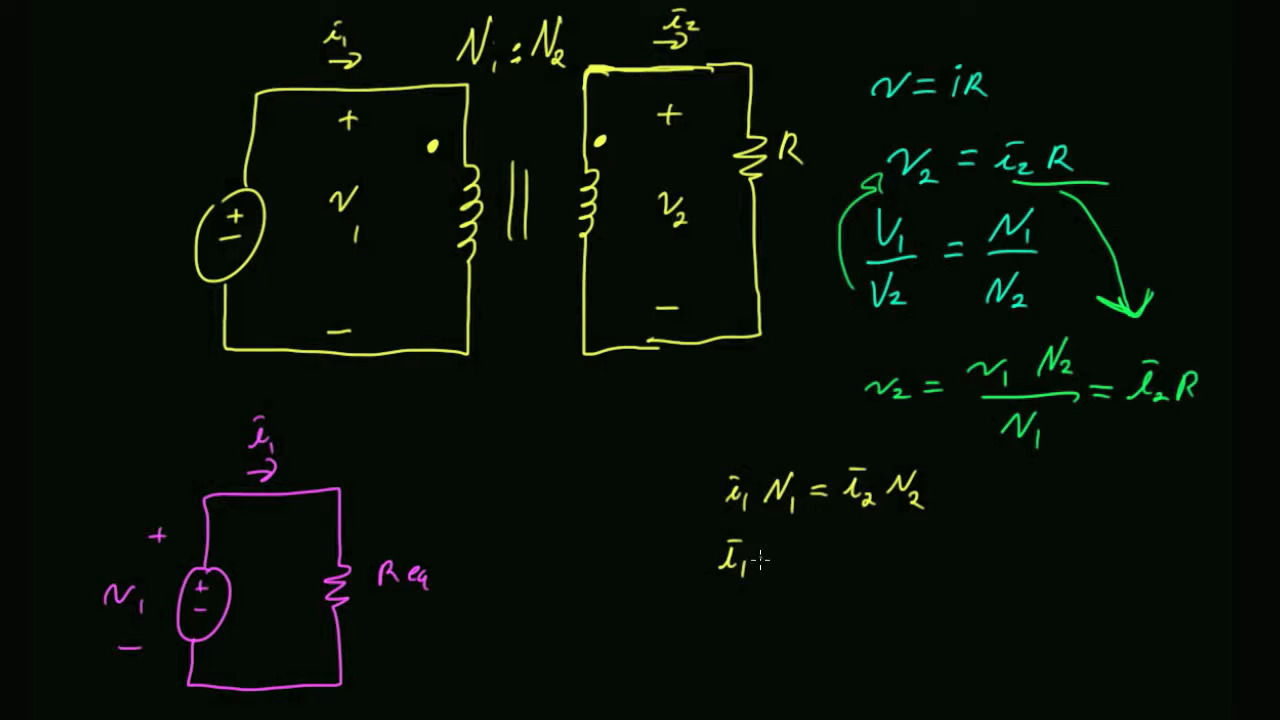 i₁ N₁ : N₂ i₂
+ + v = iR
R
+ − v₁ v₂ v₂ = i₂ R
V₁/V₂ = N₁/N₂
− −
v₂ = v₁ N₂/N₁ = i₂ R
i₁
i₁ N₁ = i₂ N₂
+ i₁
v₁ + − Req
−